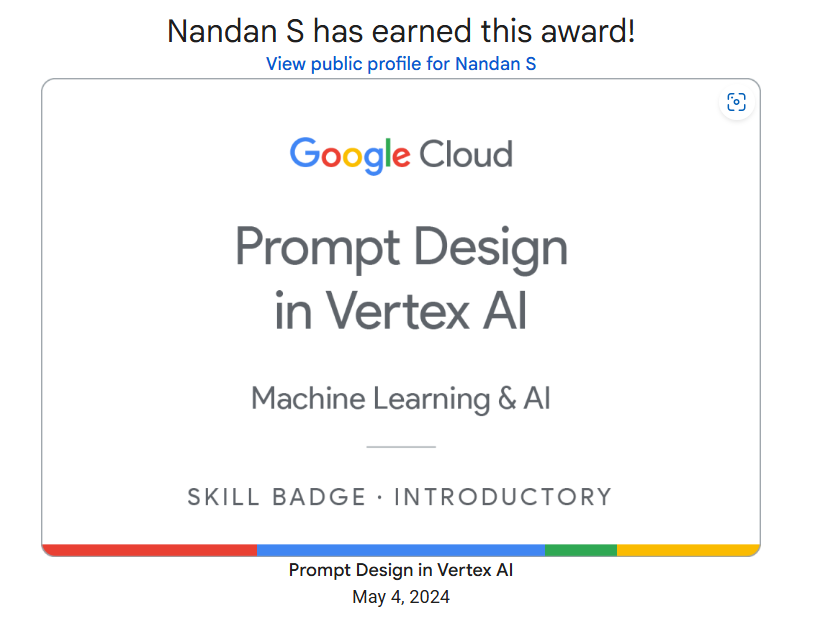 Nandan S has earned this award!
View public profile for Nandan S
Google Cloud
Prompt Design
in Vertex AI
Machine Learning & AI
SKILL BADGE · INTRODUCTORY
Prompt Design in Vertex AI
May 4, 2024